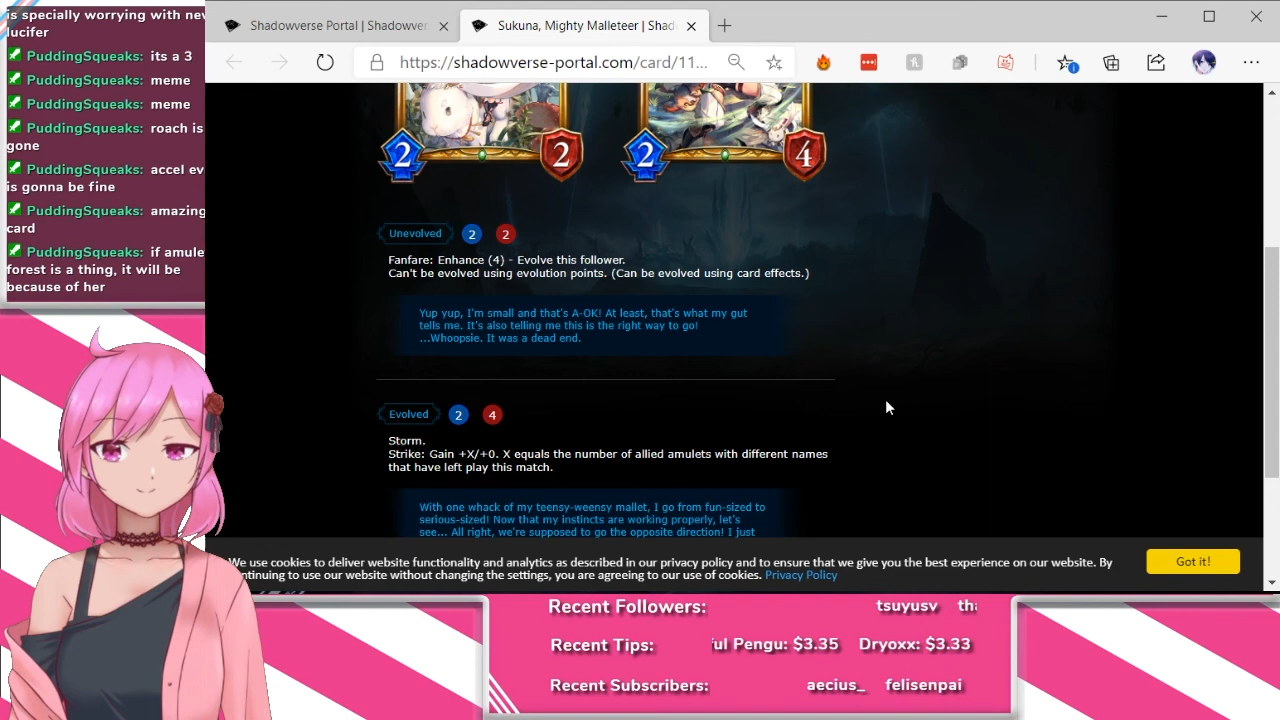 is specially worrying with new
lucifer
PuddingSqueaks: its a 3
PuddingSqueaks: meme
PuddingSqueaks: meme
PuddingSqueaks: roach is
gone
PuddingSqueaks: accel ev
is gonna be fine
PuddingSqueaks: amazing
card
PuddingSqueaks: if amule
forest is a thing, it will be
because of her
Shadowverse Portal | Shadowver
Sukuna, Mighty Malleteer | Shad
https://shadowverse-portal.com/card/11...
2 2 2 4
Unevolved 2 2
Fanfare: Enhance (4) - Evolve this follower.
Can't be evolved using evolution points. (Can be evolved using card effects.)
Yup yup, I'm small and that's A-OK! At least, that's what my gut
tells me. It's also telling me this is the right way to go!
...Whoopsie. It was a dead end.
Evolved 2 4
Storm.
Strike: Gain +X/+0. X equals the number of allied amulets with different names
that have left play this match.
With one whack of my teensy-weensy mallet, I go from fun-sized to
serious-sized! Now that my instincts are working properly, let's
see... All right, we're supposed to go the opposite direction! I just
We use cookies to deliver website functionality and analytics as described in our privacy policy and to ensure that we give you the best experience on our website. By
ntinuing to use our website without changing the settings, you are agreeing to our use of cookies. Privacy Policy
Got it!
Recent Followers: tsuyusv th
Recent Tips: ful Pengu: $3.35 Dryoxx: $3.33
Recent Subscribers: aecius_ felisenpai